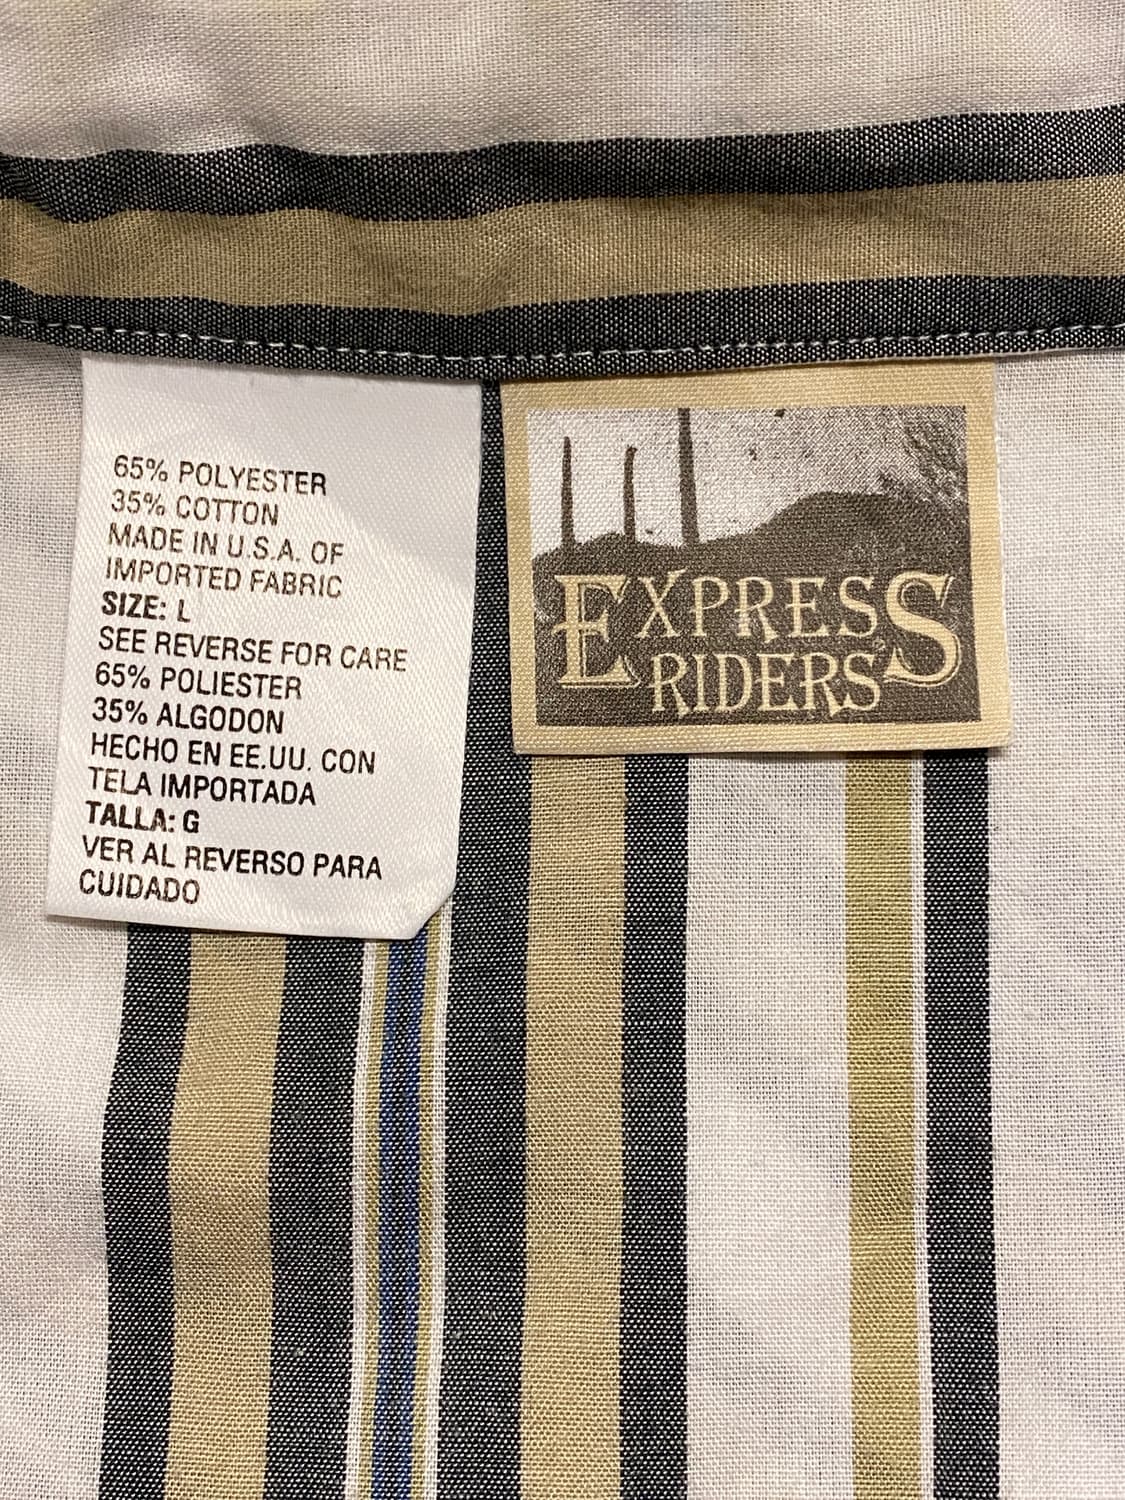 65% POLYESTER
35% COTTON
MADE IN U.S.A. OF
IMPORTED FABRIC
SIZE: L
SEE REVERSE FOR CARE
65% POLIESTER
35% ALGODON
HECHO EN EE.UU. CON
TELA IMPORTADA
TALLA: G
VER AL REVERSO PARA
CUIDADO
EXPRESS
RIDERS